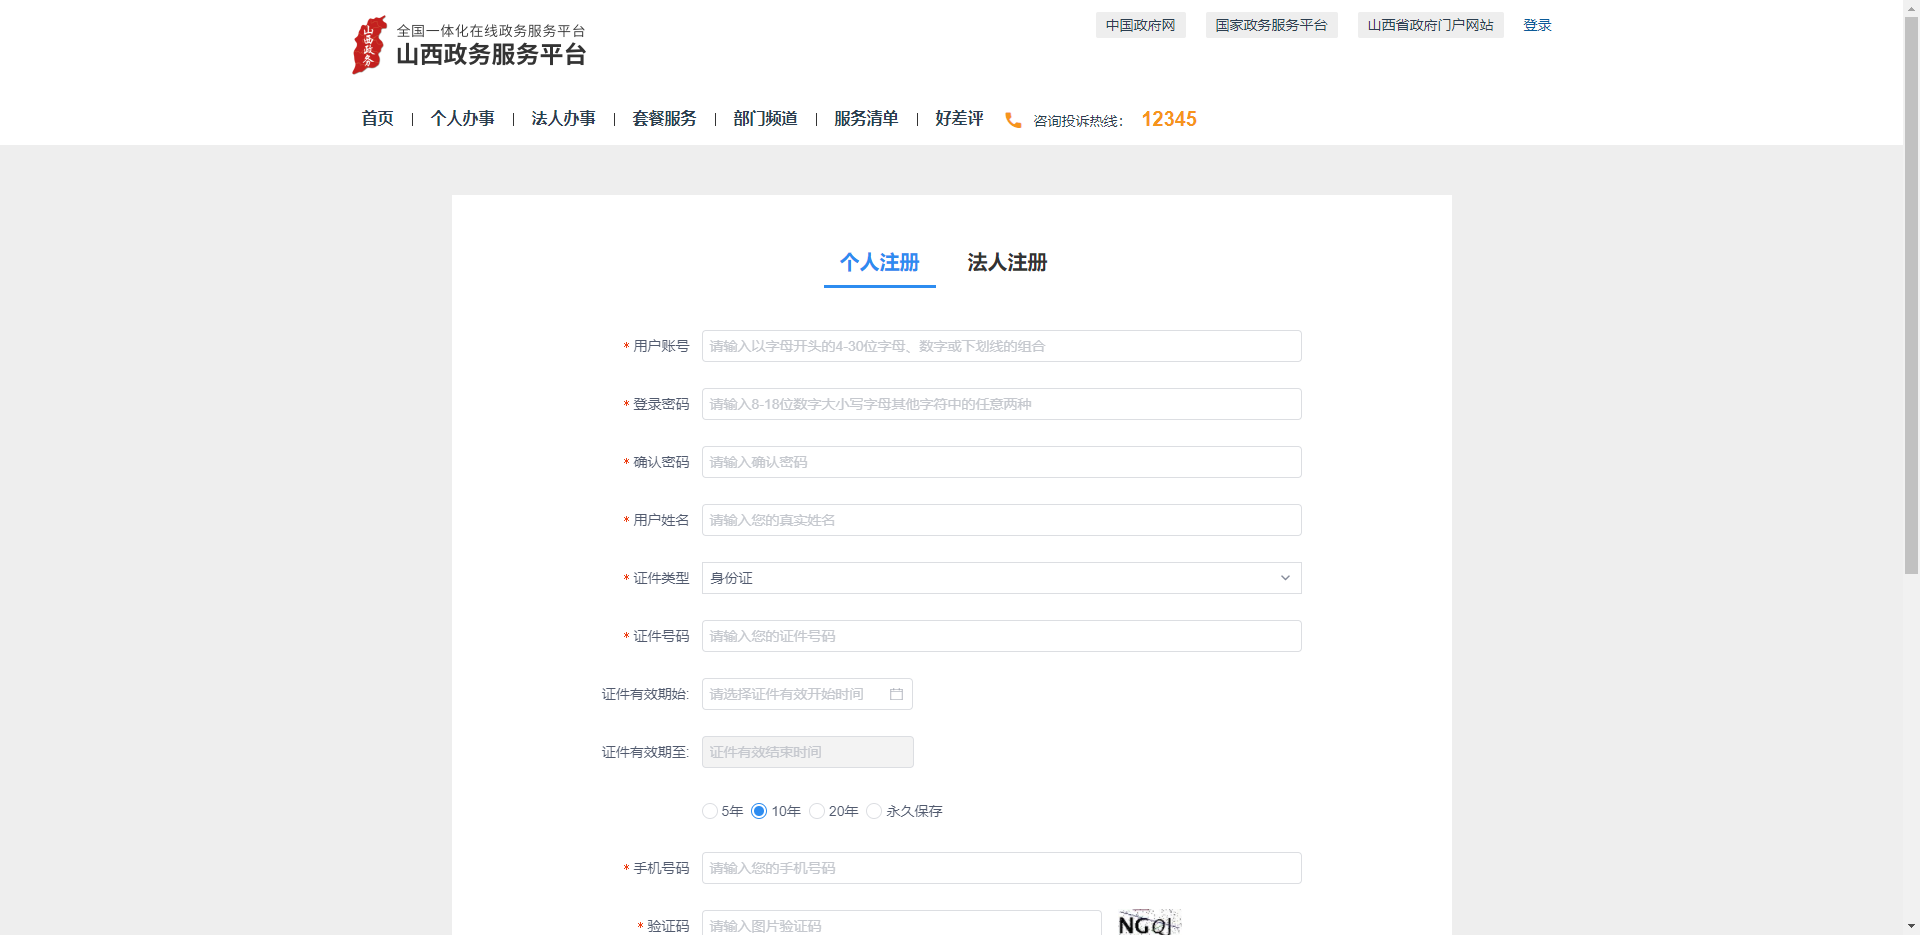 山西政务
全国一体化在线政务服务平台
山西政务服务平台
中国政府网 国家政务服务平台 山西省政府门户网站 登录
首页 | 个人办事 | 法人办事 | 套餐服务 | 部门频道 | 服务清单 | 好差评 咨询投诉热线： 12345
个人注册 法人注册
* 用户账号 请输入以字母开头的4-30位字母、数字或下划线的组合
* 登录密码 请输入8-18位数字大小写字母其他字符中的任意两种
* 确认密码 请输入确认密码
* 用户姓名 请输入您的真实姓名
* 证件类型 身份证
* 证件号码 请输入您的证件号码
证件有效期始: 请选择证件有效开始时间
证件有效期至: 证件有效结束时间
5年 10年 20年 永久保存
* 手机号码 请输入您的手机号码
* 验证码 请输入图片验证码 NGQI